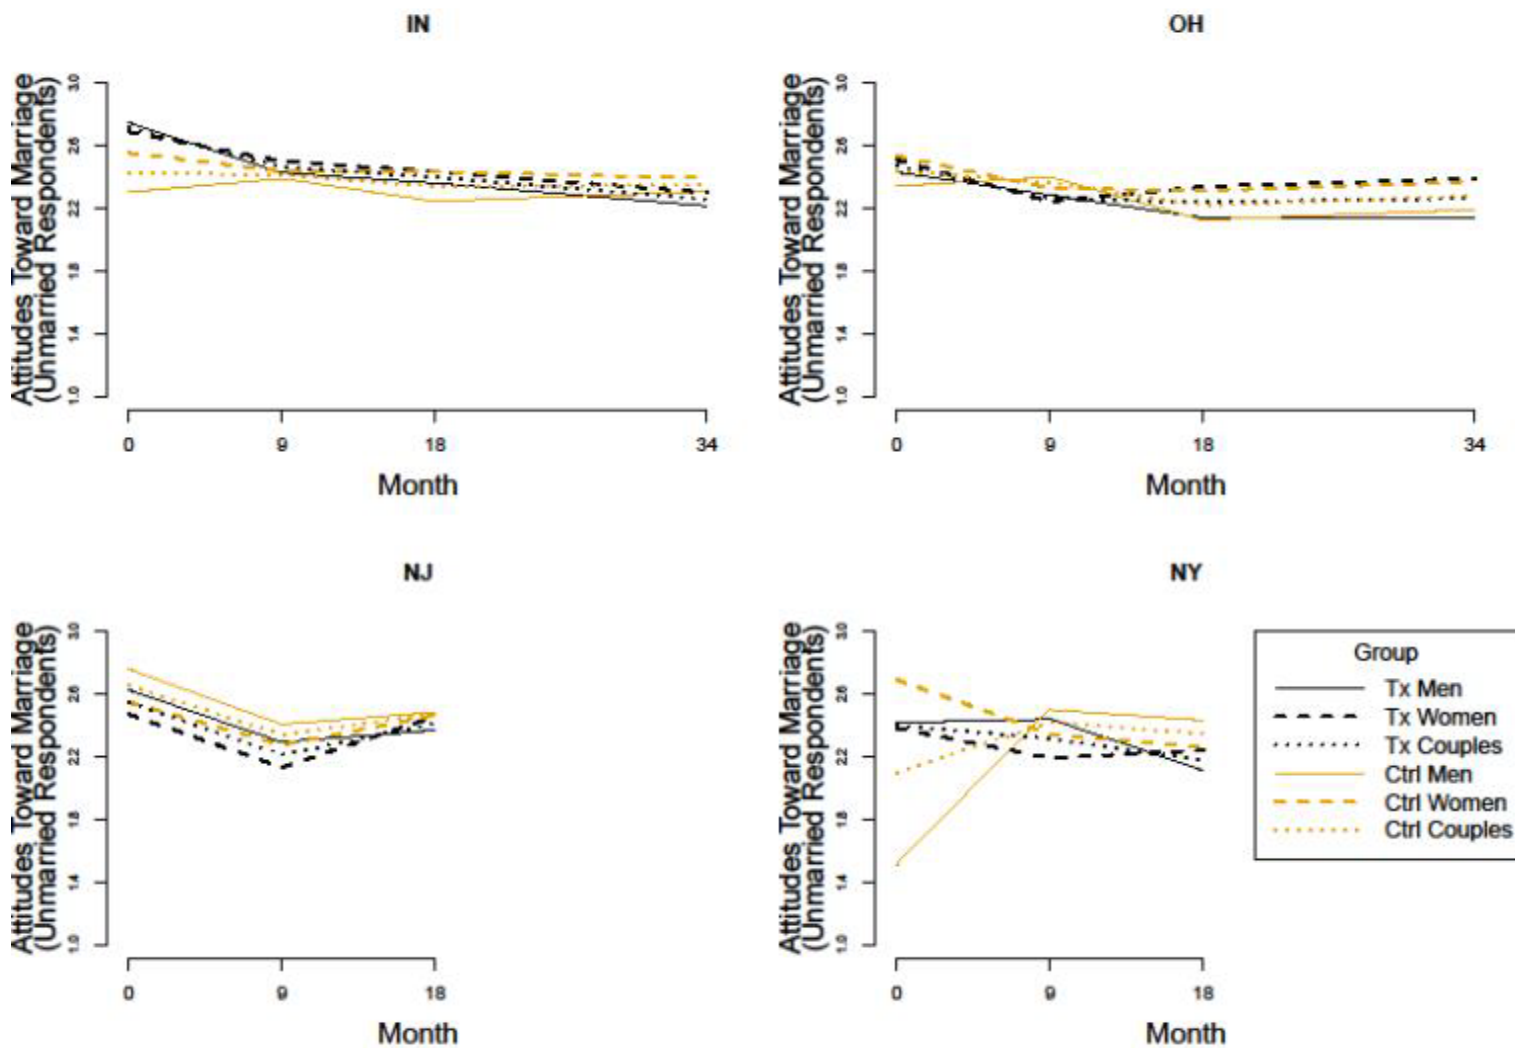 IN
Attitudes Toward Marriage
(Unmarried Respondents)
3.0
2.6
2.2
1.8
1.4
1.0
0 9 18 34
Month
OH
Attitudes Toward Marriage
(Unmarried Respondents)
3.0
2.6
2.2
1.8
1.4
1.0
0 9 18 34
Month
NJ
Attitudes Toward Marriage
(Unmarried Respondents)
3.0
2.6
2.2
1.8
1.4
1.0
0 9 18
Month
NY
Attitudes Toward Marriage
(Unmarried Respondents)
3.0
2.6
2.2
1.8
1.4
1.0
0 9 18
Month
Group
Tx Men
Tx Women
Tx Couples
Ctrl Men
Ctrl Women
Ctrl Couples